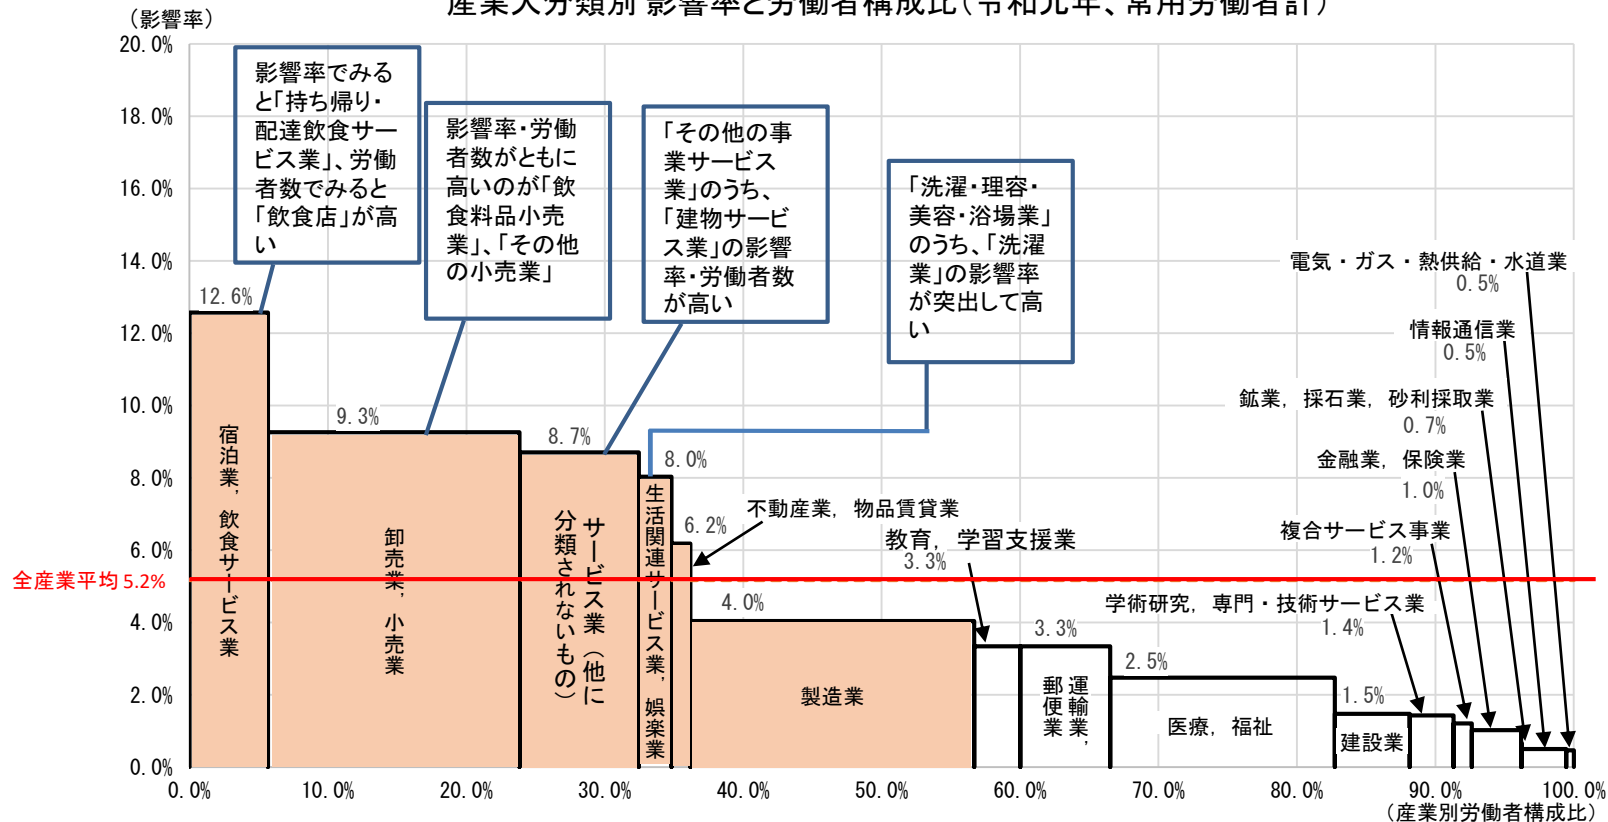 産業大分類別 影響率と労働者構成比(令和元年、常用労働者計)
(影響率)
20.0%
18.0%
16.0%
14.0%
12.0%
10.0%
8.0%
6.0%
4.0%
2.0%
0.0%
全産業平均 5.2%
影響率でみる
と「持ち帰り・
配達飲食サー
ビス業」、労働
者数でみると
「飲食店」が高
い
影響率・労働
者数がともに
高いのが「飲
食料品小売
業」、「その他
の小売業」
「その他の事
業サービス
業」のうち、
「建物サービ
ス業」の影響
率・労働者数
が高い
「洗濯・理容・
美容・浴場業」
のうち、「洗濯
業」の影響率
が突出して高
い
12.6%
宿泊業,飲食サービス業
9.3%
卸売業,小売業
8.7%
サービス業(他に
分類されないもの)
8.0%
生活関連サービス業,娯楽業
6.2%
不動産業,物品賃貸業
4.0%
製造業
教育,学習支援業
3.3%
3.3%
運輸業,
郵便業
2.5%
医療,福祉
1.5%
建設業
学術研究,専門・技術サービス業
1.4%
複合サービス事業
1.2%
金融業,保険業
1.0%
鉱業,採石業,砂利採取業
0.7%
情報通信業
0.5%
電気・ガス・熱供給・水道業
0.5%
0.0%
10.0%
20.0%
30.0%
40.0%
50.0%
60.0%
70.0%
80.0%
90.0%
100.0%
(産業別労働者構成比)